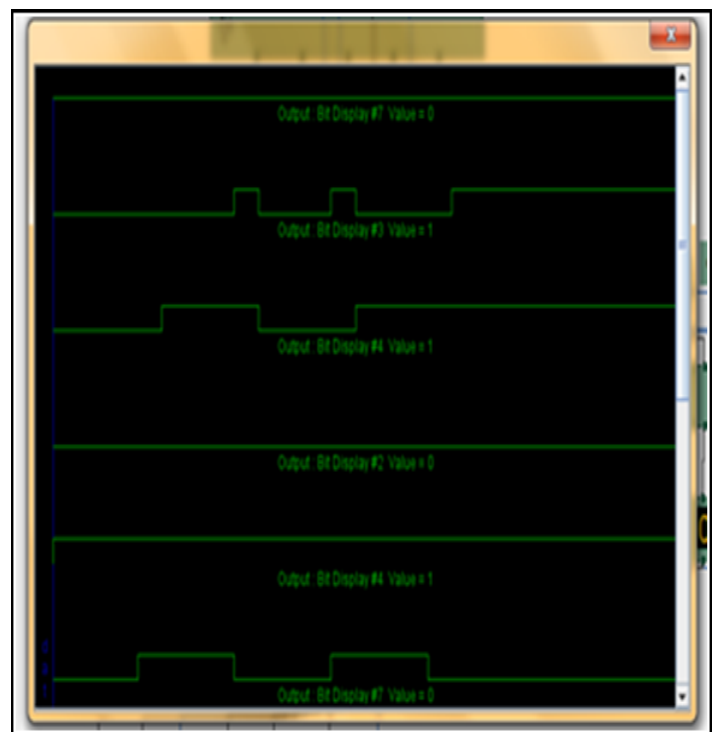 Output : Bit Display #7 Value = 0
Output : Bit Display #3 Value = 1
Output : Bit Display #4 Value = 1
Output : Bit Display #2 Value = 0
Output : Bit Display #4 Value = 1
Output : Bit Display #7 Value = 0